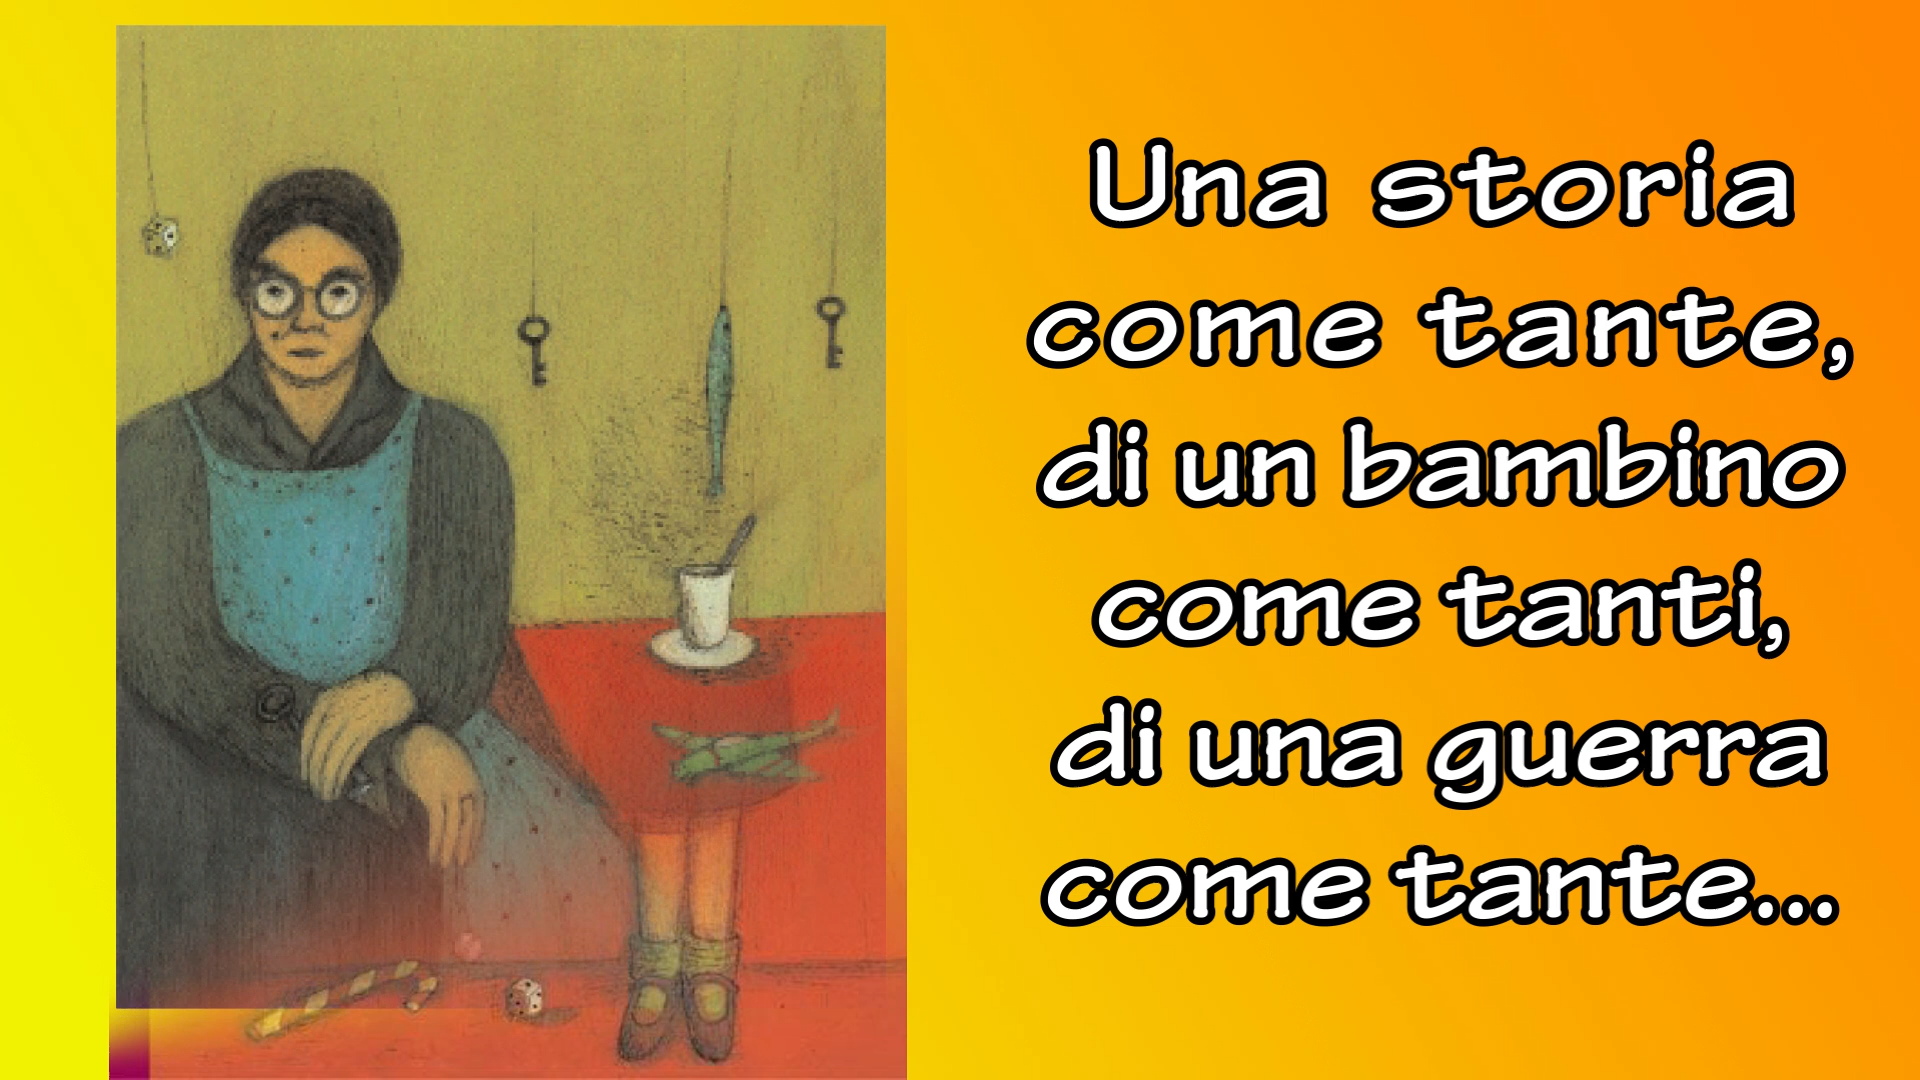 Una storia
come tante,
di un bambino
come tanti,
di una guerra
come tante...